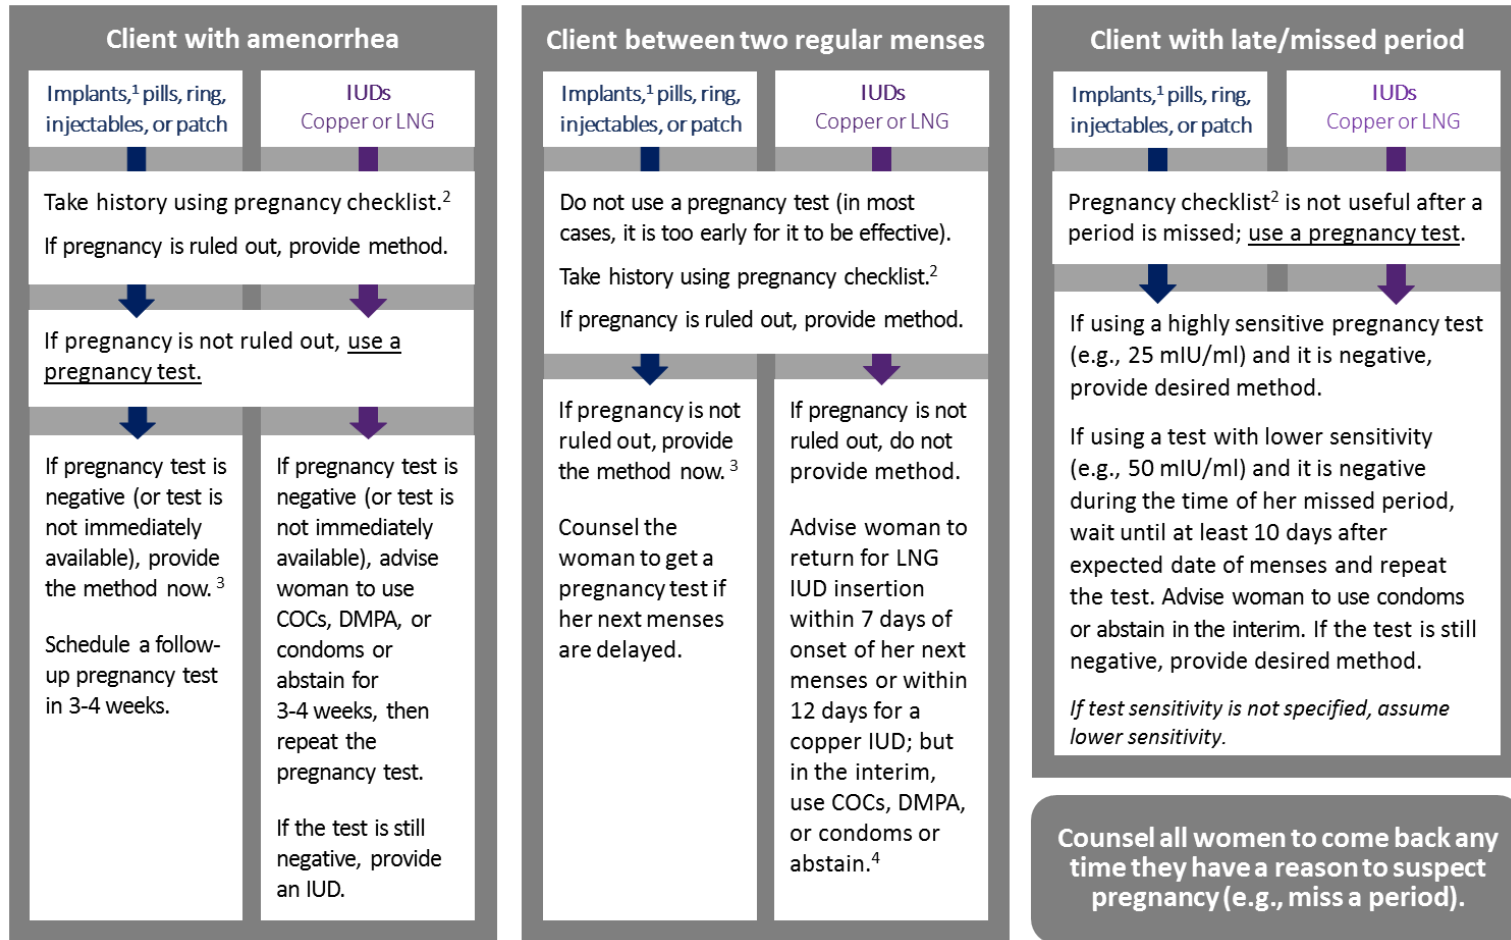 Client with amenorrhea
Implants,¹ pills, ring,
injectables, or patch
IUDs
Copper or LNG
Take history using pregnancy checklist.²
If pregnancy is ruled out, provide method.
If pregnancy is not ruled out, use a
pregnancy test.
If pregnancy test is
negative (or test is
not immediately
available), provide
the method now. ³
Schedule a follow-
up pregnancy test
in 3-4 weeks.
If pregnancy test is
negative (or test is
not immediately
available), advise
woman to use
COCs, DMPA, or
condoms or
abstain for
3-4 weeks, then
repeat the
pregnancy test.
If the test is still
negative, provide
an IUD.
Client between two regular menses
Implants,¹ pills, ring,
injectables, or patch
IUDs
Copper or LNG
Do not use a pregnancy test (in most
cases, it is too early for it to be effective).
Take history using pregnancy checklist.²
If pregnancy is ruled out, provide method.
If pregnancy is not
ruled out, provide
the method now. ³
Counsel the
woman to get a
pregnancy test if
her next menses
are delayed.
If pregnancy is not
ruled out, do not
provide method.
Advise woman to
return for LNG
IUD insertion
within 7 days of
onset of her next
menses or within
12 days for a
copper IUD; but
in the interim,
use COCs, DMPA,
or condoms or
abstain.⁴
Client with late/missed period
Implants,¹ pills, ring,
injectables, or patch
IUDs
Copper or LNG
Pregnancy checklist² is not useful after a
period is missed; use a pregnancy test.
If using a highly sensitive pregnancy test
(e.g., 25 mIU/ml) and it is negative,
provide desired method.
If using a test with lower sensitivity
(e.g., 50 mIU/ml) and it is negative
during the time of her missed period,
wait until at least 10 days after
expected date of menses and repeat
the test. Advise woman to use condoms
or abstain in the interim. If the test is still
negative, provide desired method.
If test sensitivity is not specified, assume
lower sensitivity.
Counsel all women to come back any
time they have a reason to suspect
pregnancy (e.g., miss a period).